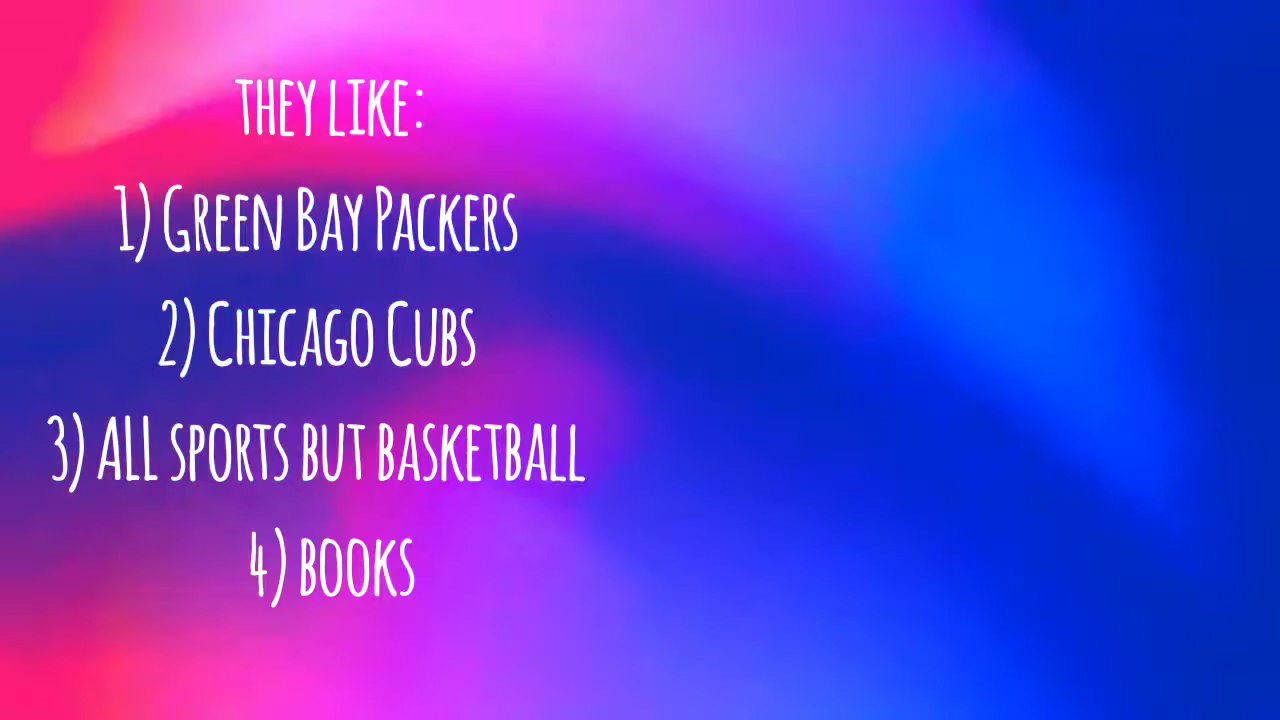 THEY LIKE:
1) GREEN BAY PACKERS
2) CHICAGO CUBS
3) ALL SPORTS BUT BASKETBALL
4) BOOKS